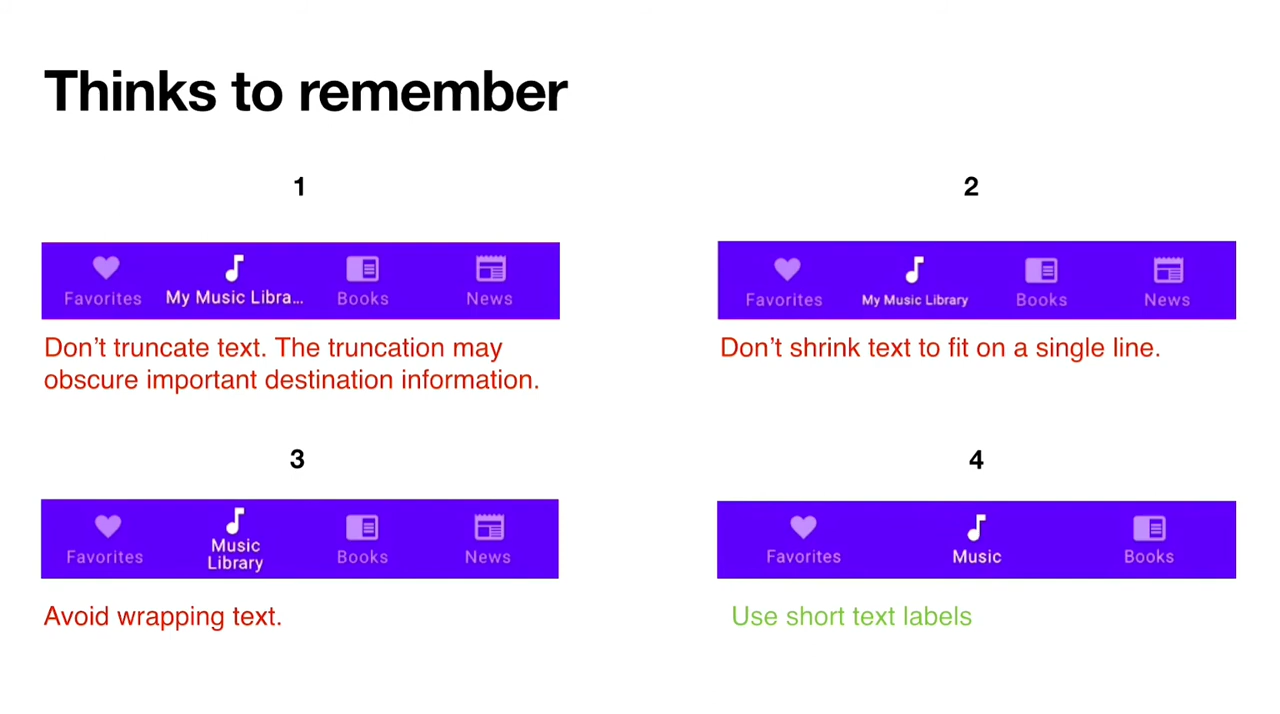 Thinks to remember
1
Favorites My Music Libra... Books News
Don't truncate text. The truncation may
obscure important destination information.
2
Favorites My Music Library Books News
Don't shrink text to fit on a single line.
3
Favorites Music Library Books News
Avoid wrapping text.
4
Favorites Music Books
Use short text labels